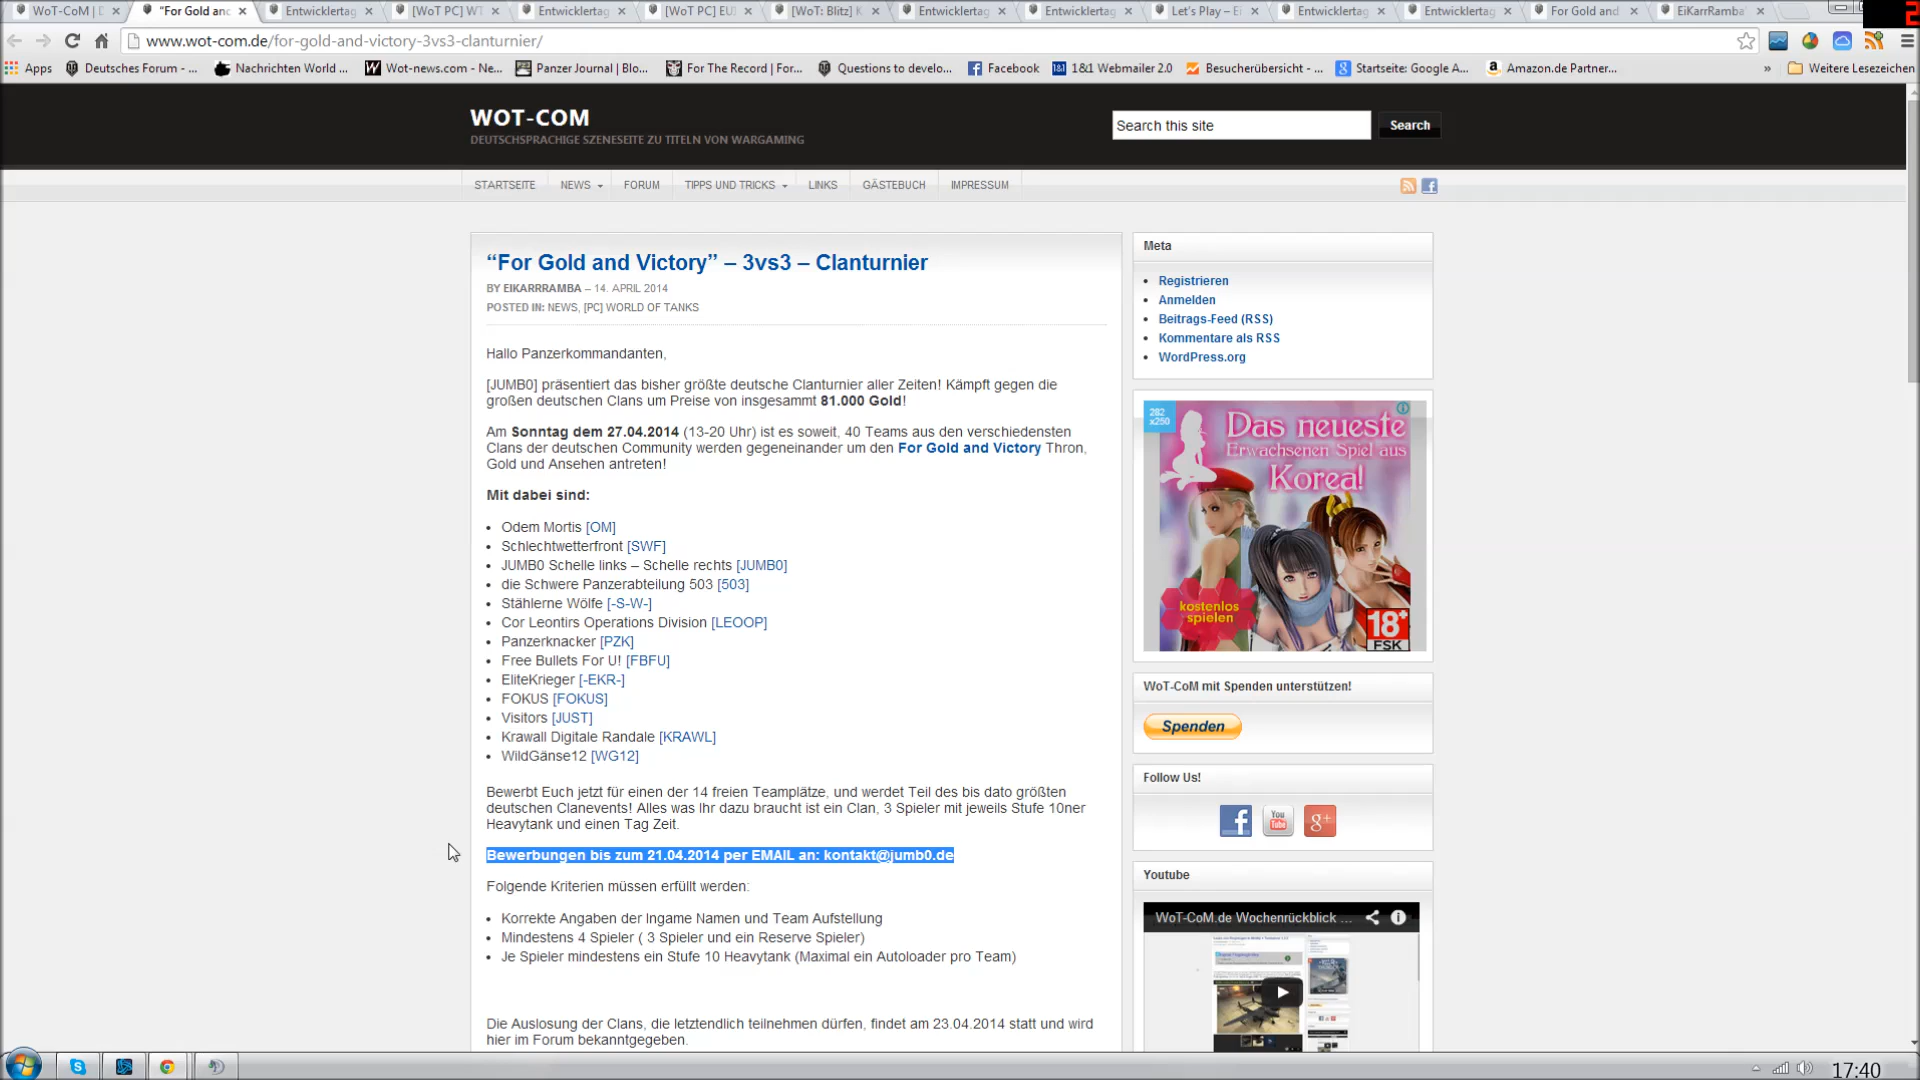 WoT-CoM | D
"For Gold anc
Entwicklertag
[WoT PC] WT
Entwicklertag
[WoT PC] EU
[WoT: Blitz] K
Entwicklertag
Entwicklertag
Let's Play – Ei
Entwicklertag
Entwicklertag
For Gold and
EiKarRamba
www.wot-com.de/for-gold-and-victory-3vs3-clanturnier/
Apps
Deutsches Forum - ...
Nachrichten World ...
Wot-news.com - Ne...
Panzer Journal | Blo...
For The Record | For...
Questions to develo...
Facebook
1&1 Webmailer 2.0
Besucherübersicht - ...
Startseite: Google A...
Amazon.de Partner...
»
Weitere Lesezeichen
WOT-COM
DEUTSCHSPRACHIGE SZENESEITE ZU TITELN VON WARGAMING
Search this site
Search
STARTSEITE
NEWS
FORUM
TIPPS UND TRICKS
LINKS
GÄSTEBUCH
IMPRESSUM
“For Gold and Victory” – 3vs3 – Clanturnier
BY EIKARRRAMBA – 14. APRIL 2014
POSTED IN: NEWS, [PC] WORLD OF TANKS
Hallo Panzerkommandanten,
[JUMB0] präsentiert das bisher größte deutsche Clanturnier aller Zeiten! Kämpft gegen die
großen deutschen Clans um Preise von insgesammt 81.000 Gold!
Am Sonntag dem 27.04.2014 (13-20 Uhr) ist es soweit, 40 Teams aus den verschiedensten
Clans der deutschen Community werden gegeneinander um den For Gold and Victory Thron,
Gold und Ansehen antreten!
Mit dabei sind:
Odem Mortis [OM]
Schlechtwetterfront [SWF]
JUMB0 Schelle links – Schelle rechts [JUMB0]
die Schwere Panzerabteilung 503 [503]
Stählerne Wölfe [-S-W-]
Cor Leontirs Operations Division [LEOOP]
Panzerknacker [PZK]
Free Bullets For U! [FBFU]
EliteKrieger [-EKR-]
FOKUS [FOKUS]
Visitors [JUST]
Krawall Digitale Randale [KRAWL]
WildGänse12 [WG12]
Bewerbt Euch jetzt für einen der 14 freien Teamplätze, und werdet Teil des bis dato größten
deutschen Clanevents! Alles was Ihr dazu braucht ist ein Clan, 3 Spieler mit jeweils Stufe 10ner
Heavytank und einen Tag Zeit.
Bewerbungen bis zum 21.04.2014 per EMAIL an: kontakt@jumb0.de
Folgende Kriterien müssen erfüllt werden:
Korrekte Angaben der Ingame Namen und Team Aufstellung
Mindestens 4 Spieler ( 3 Spieler und ein Reserve Spieler)
Je Spieler mindestens ein Stufe 10 Heavytank (Maximal ein Autoloader pro Team)
Die Auslosung der Clans, die letztendlich teilnehmen dürfen, findet am 23.04.2014 statt und wird
hier im Forum bekanntgegeben.
Meta
Registrieren
Anmelden
Beitrags-Feed (RSS)
Kommentare als RSS
WordPress.org
282
x250
Das neueste
Erwachsenen Spiel aus
Korea!
kostenlos
spielen
18+
FSK
WoT-CoM mit Spenden unterstützen!
Spenden
Follow Us!
You
Tube
g+
Youtube
WoT-CoM.de Wochenrückblick ...
17:40